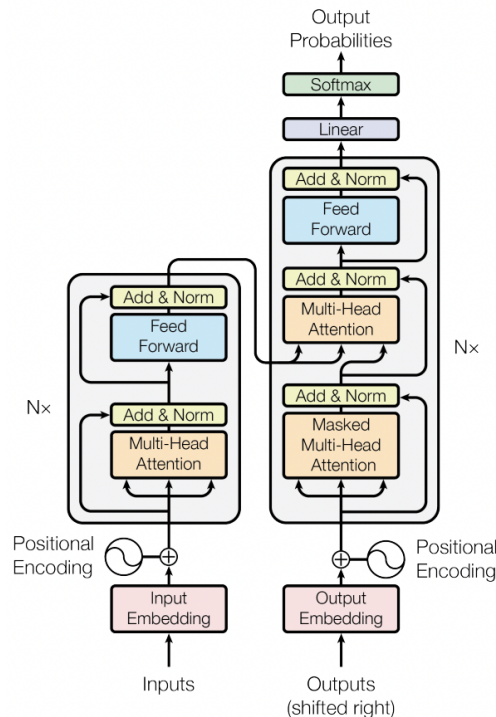 Output
Probabilities
Softmax
Linear
Add & Norm
Feed
Forward
Add & Norm
Multi-Head
Attention
Add & Norm
Masked
Multi-Head
Attention
N×
Positional
Encoding
Output
Embedding
Outputs
(shifted right)
Add & Norm
Feed
Forward
Add & Norm
Multi-Head
Attention
N×
Positional
Encoding
Input
Embedding
Inputs